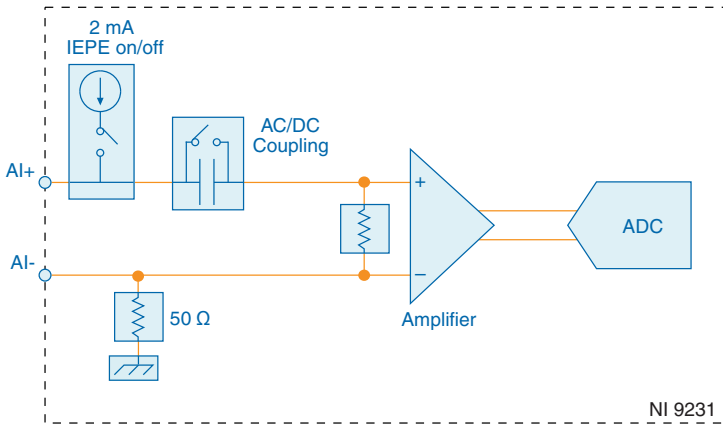 2 mA
IEPE on/off
AC/DC
Coupling
AI+
+
ADC
AI-
−
50 Ω
Amplifier
NI 9231